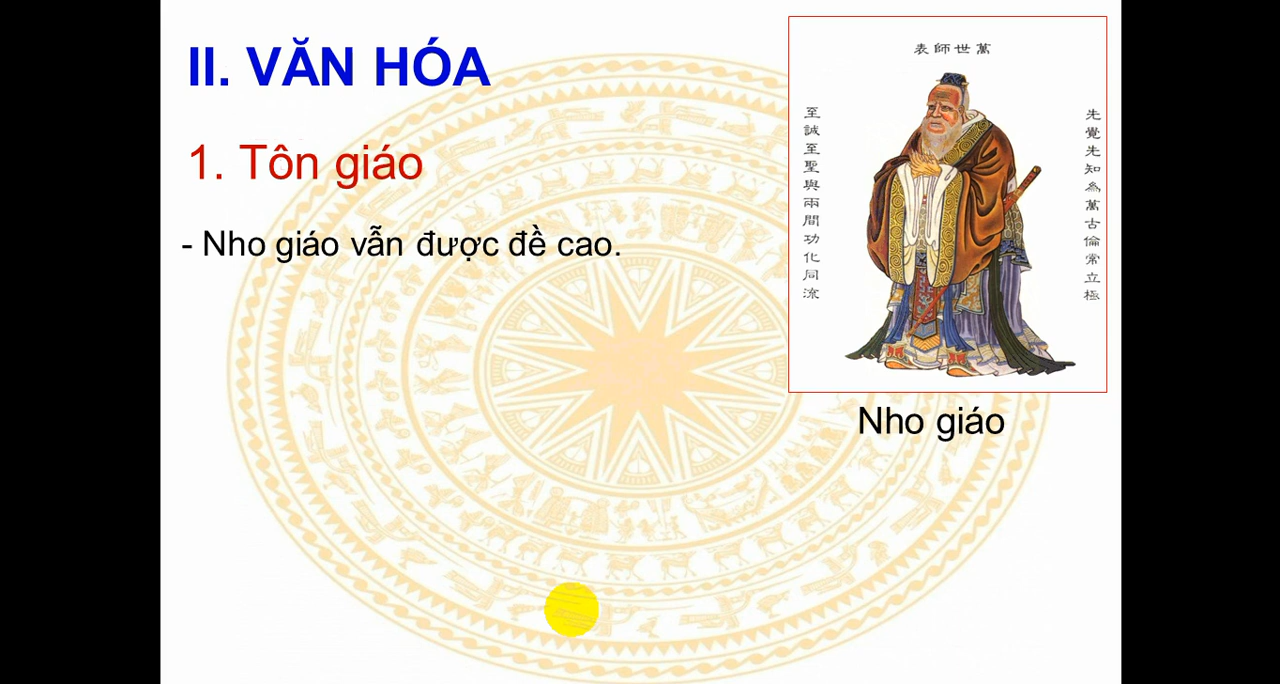 II. VĂN HÓA
1. Tôn giáo
- Nho giáo vẫn được đề cao.
表師世萬
先覺先知為萬古倫常立極
至誠至聖與兩間功化同流
Nho giáo